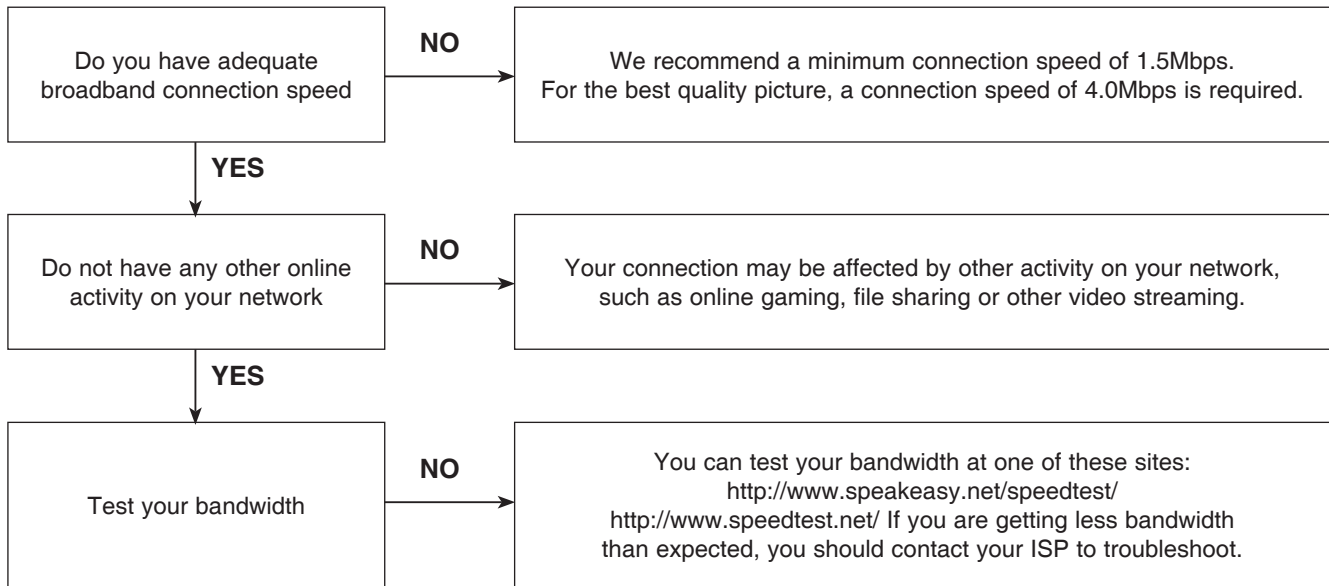 Do you have adequate
broadband connection speed
NO
We recommend a minimum connection speed of 1.5Mbps.
For the best quality picture, a connection speed of 4.0Mbps is required.
YES
Do not have any other online
activity on your network
NO
Your connection may be affected by other activity on your network,
such as online gaming, file sharing or other video streaming.
YES
Test your bandwidth
NO
You can test your bandwidth at one of these sites:
http://www.speakeasy.net/speedtest/
http://www.speedtest.net/ If you are getting less bandwidth
than expected, you should contact your ISP to troubleshoot.